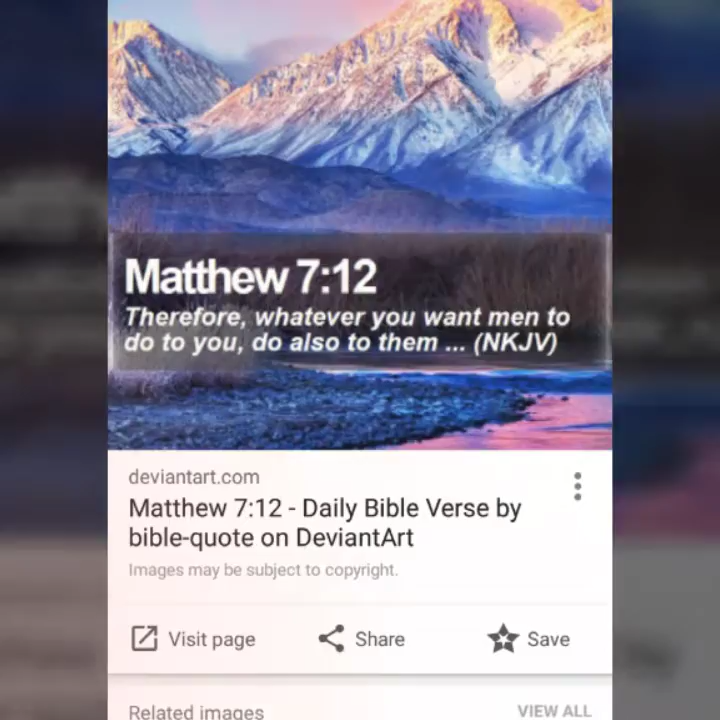 Matthew 7:12
Therefore, whatever you want men to
do to you, do also to them ... (NKJV)
deviantart.com
Matthew 7:12 - Daily Bible Verse by
bible-quote on DeviantArt
Images may be subject to copyright.
Visit page Share Save
Related images VIEW ALL